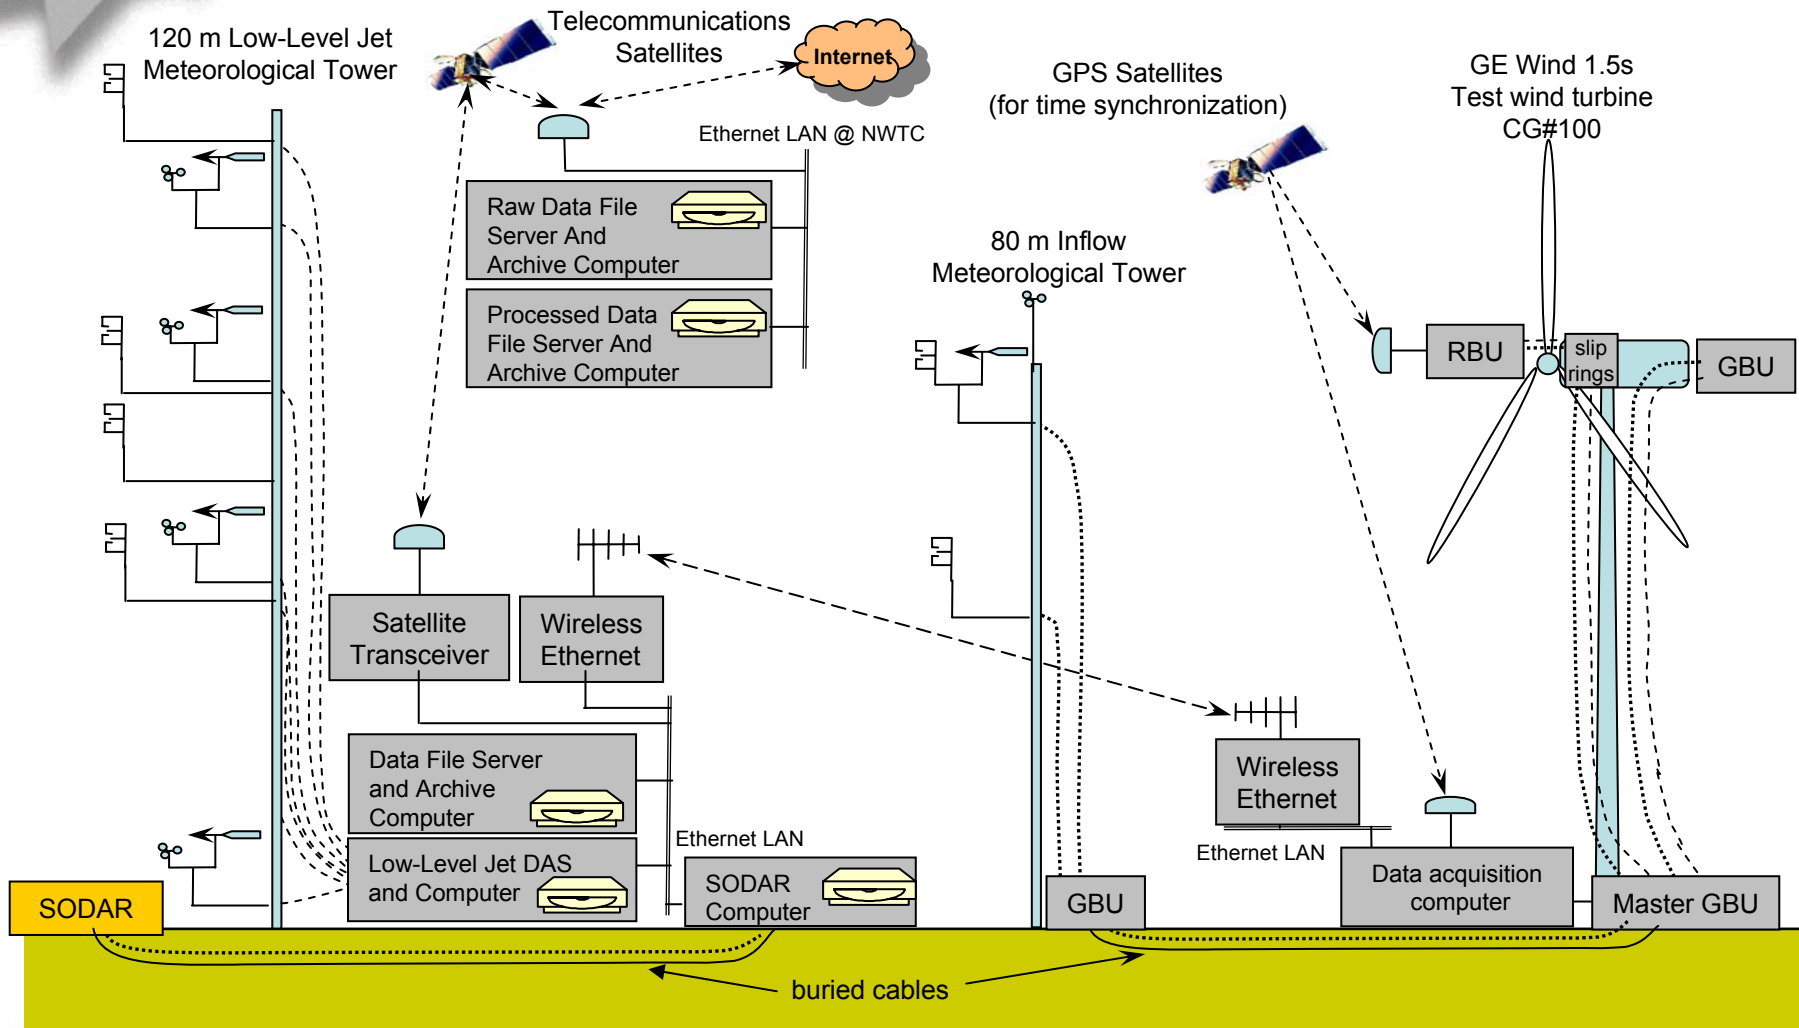 120 m Low-Level Jet
Meteorological Tower
Telecommunications
Satellites
Internet
Ethernet LAN @ NWTC
GPS Satellites
(for time synchronization)
GE Wind 1.5s
Test wind turbine
CG#100
Raw Data File
Server And
Archive Computer
Processed Data
File Server And
Archive Computer
80 m Inflow
Meteorological Tower
RBU
slip
rings
GBU
Satellite
Transceiver
Wireless
Ethernet
Data File Server
and Archive
Computer
Low-Level Jet DAS
and Computer
Ethernet LAN
SODAR
Computer
SODAR
GBU
Wireless
Ethernet
Ethernet LAN
Data acquisition
computer
Master GBU
buried cables